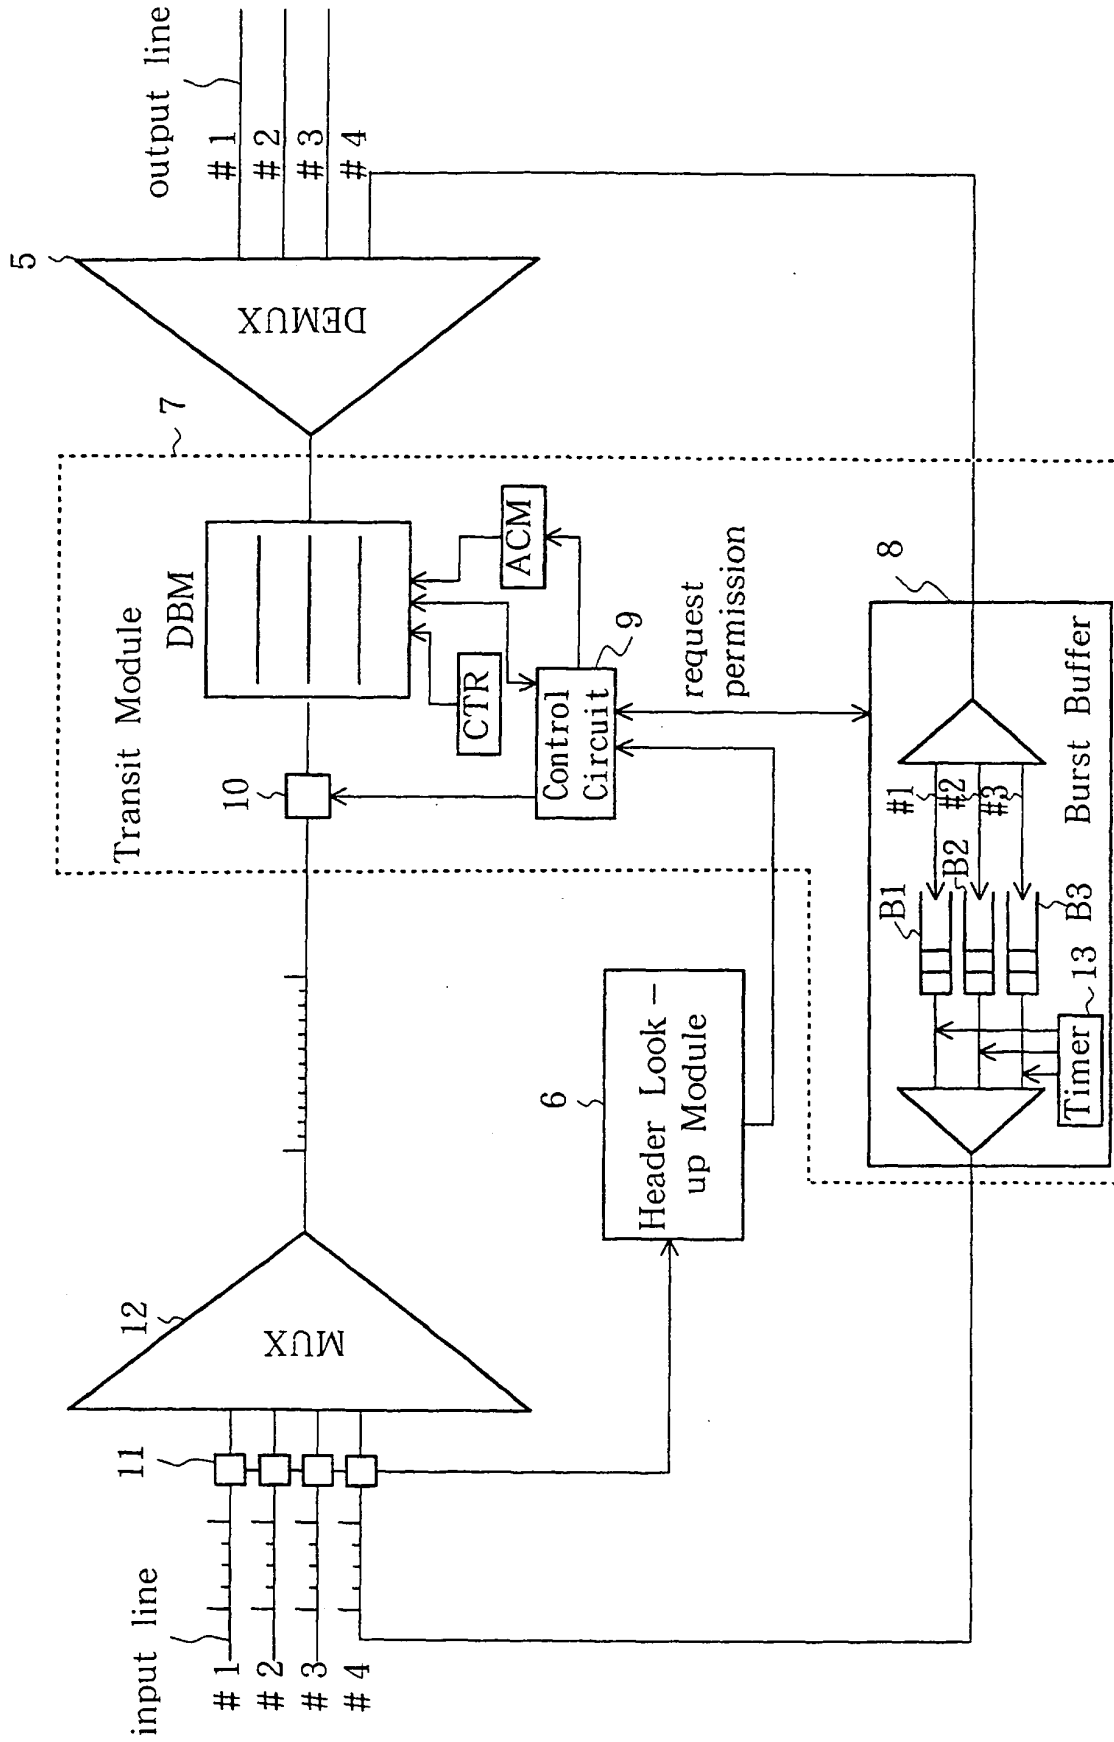 input line
#1
#2
#3
#4
11
12
MUX
6
Header Look-
up Module
Transit Module
7
10
DBM
CTR
ACM
Control
Circuit
9
request
permission
5
DEMUX
output line
#1
#2
#3
#4
8
Burst Buffer
#1
#2
#3
B1
B2
B3
Timer
13